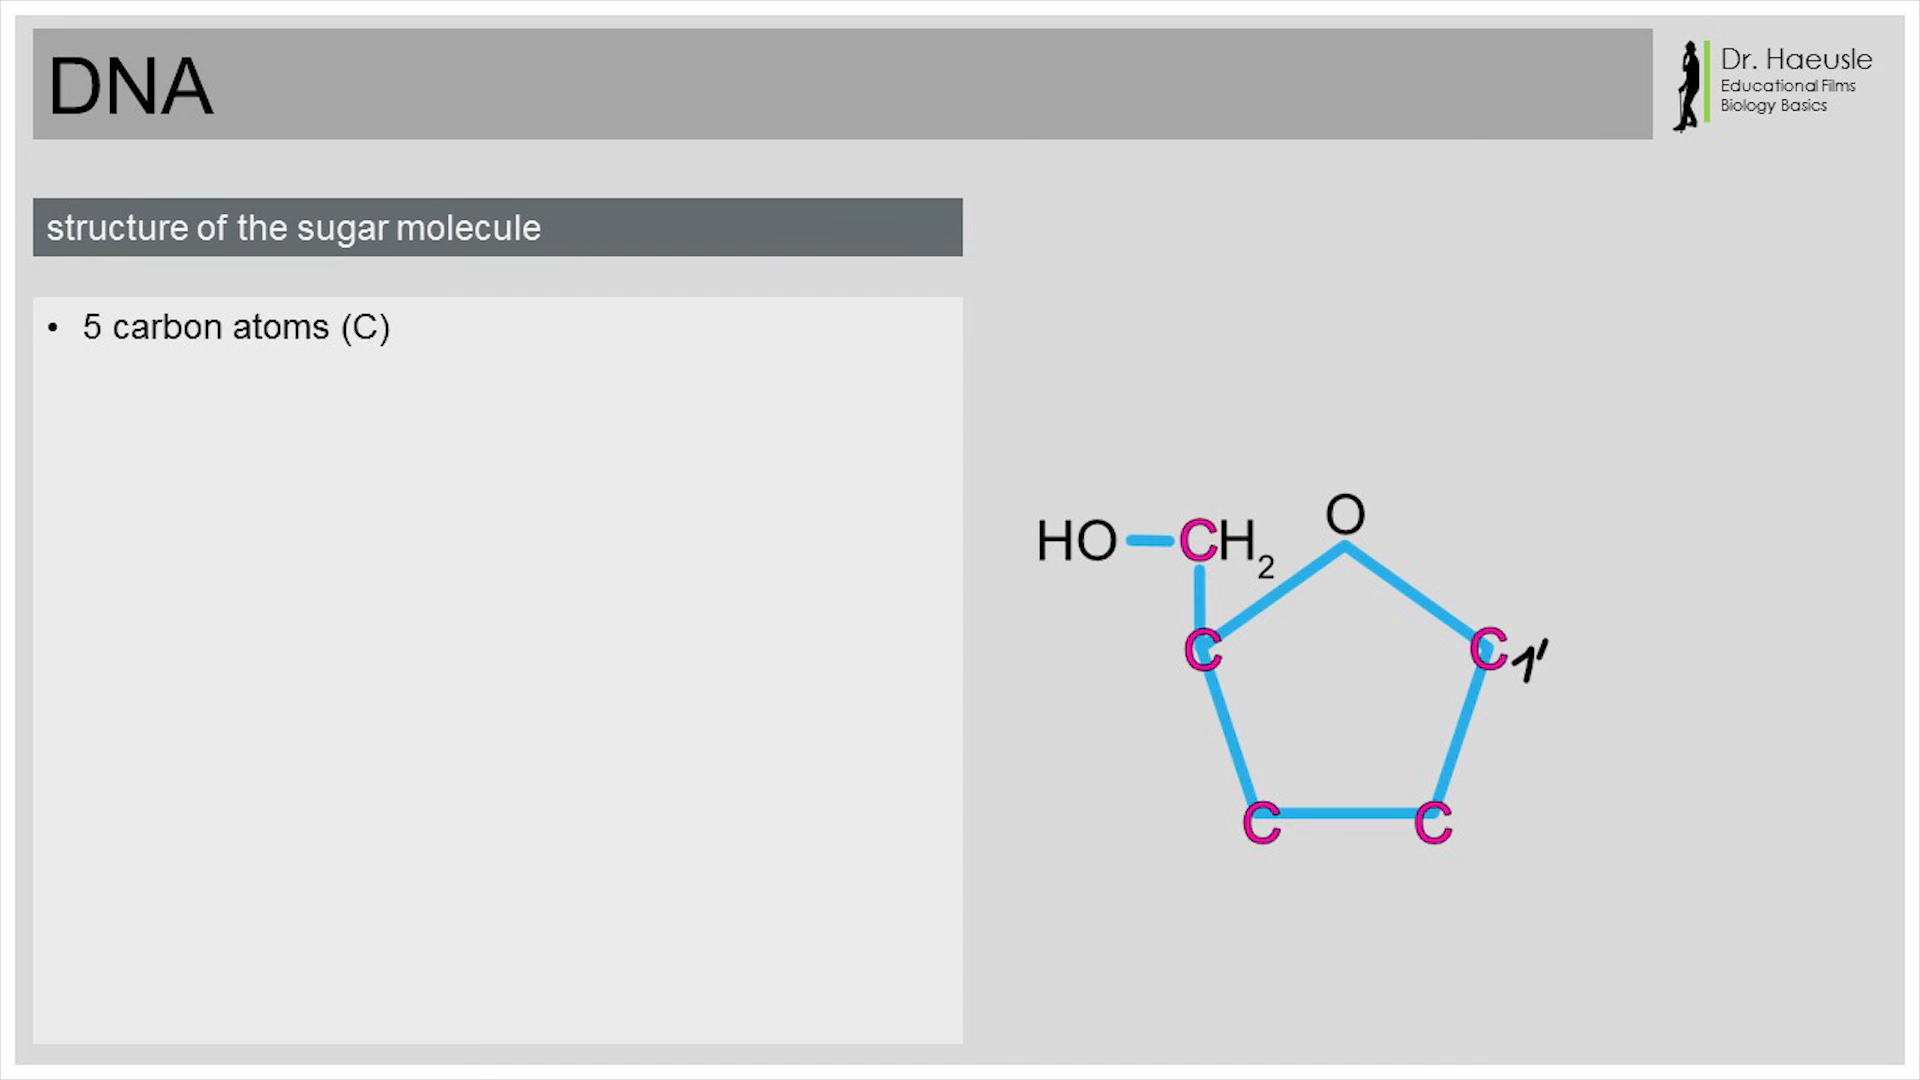 DNA
Dr. Haeusle
Educational Films
Biology Basics
structure of the sugar molecule
• 5 carbon atoms (C)
O
HO CH2
C C 1'
C C